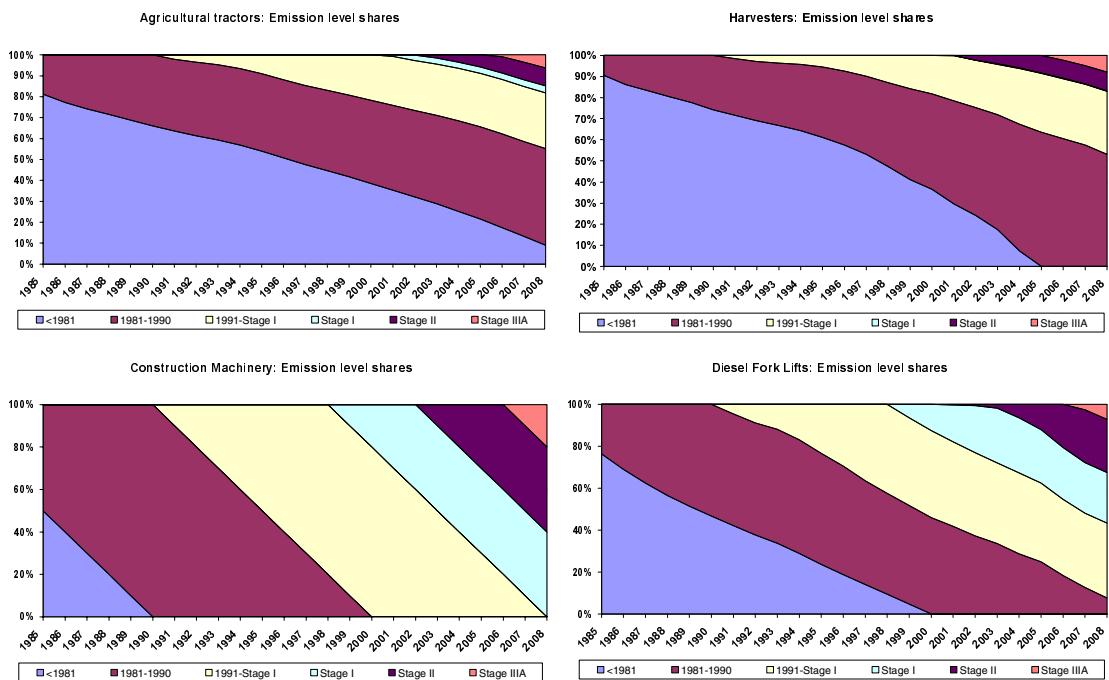 Agricultural tractors: Emission level shares
100%
90%
80%
70%
60%
50%
40%
30%
20%
10%
0%
1985 1986 1987 1988 1989 1990 1991 1992 1993 1994 1995 1996 1997 1998 1999 2000 2001 2002 2003 2004 2005 2006 2007 2008
<1981 1981-1990 1991-Stage I Stage I Stage II Stage IIIA
Harvesters: Emission level shares
100%
90%
80%
70%
60%
50%
40%
30%
20%
10%
0%
1985 1986 1987 1988 1989 1990 1991 1992 1993 1994 1995 1996 1997 1998 1999 2000 2001 2002 2003 2004 2005 2006 2007 2008
<1981 1981-1990 1991-Stage I Stage I Stage II Stage IIIA
Construction Machinery: Emission level shares
100%
80%
60%
40%
20%
0%
1985 1986 1987 1988 1989 1990 1991 1992 1993 1994 1995 1996 1997 1998 1999 2000 2001 2002 2003 2004 2005 2006 2007 2008
<1981 1981-1990 1991-Stage I Stage I Stage II Stage IIIA
Diesel Fork Lifts: Emission level shares
100%
80%
60%
40%
20%
0%
1985 1986 1987 1988 1989 1990 1991 1992 1993 1994 1995 1996 1997 1998 1999 2000 2001 2002 2003 2004 2005 2006 2007 2008
<1981 1981-1990 1991-Stage I Stage I Stage II Stage IIIA